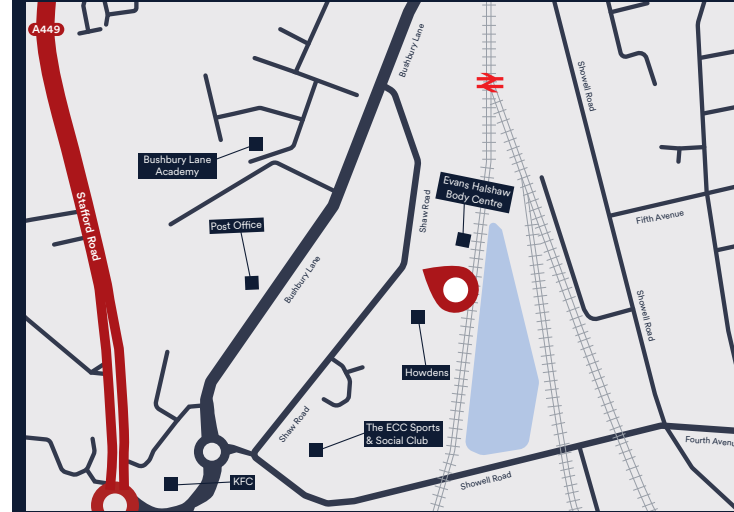 A449
Bushbury Lane
Showell Road
Bushbury Lane
Academy
Evans Halshaw
Body Centre
Stafford Road
Shaw Road
Fifth Avenue
Post Office
Bushbury Lane
Showell Road
Howdens
Shaw Road
The ECC Sports
& Social Club
Fourth Avenu
KFC
Showell Road